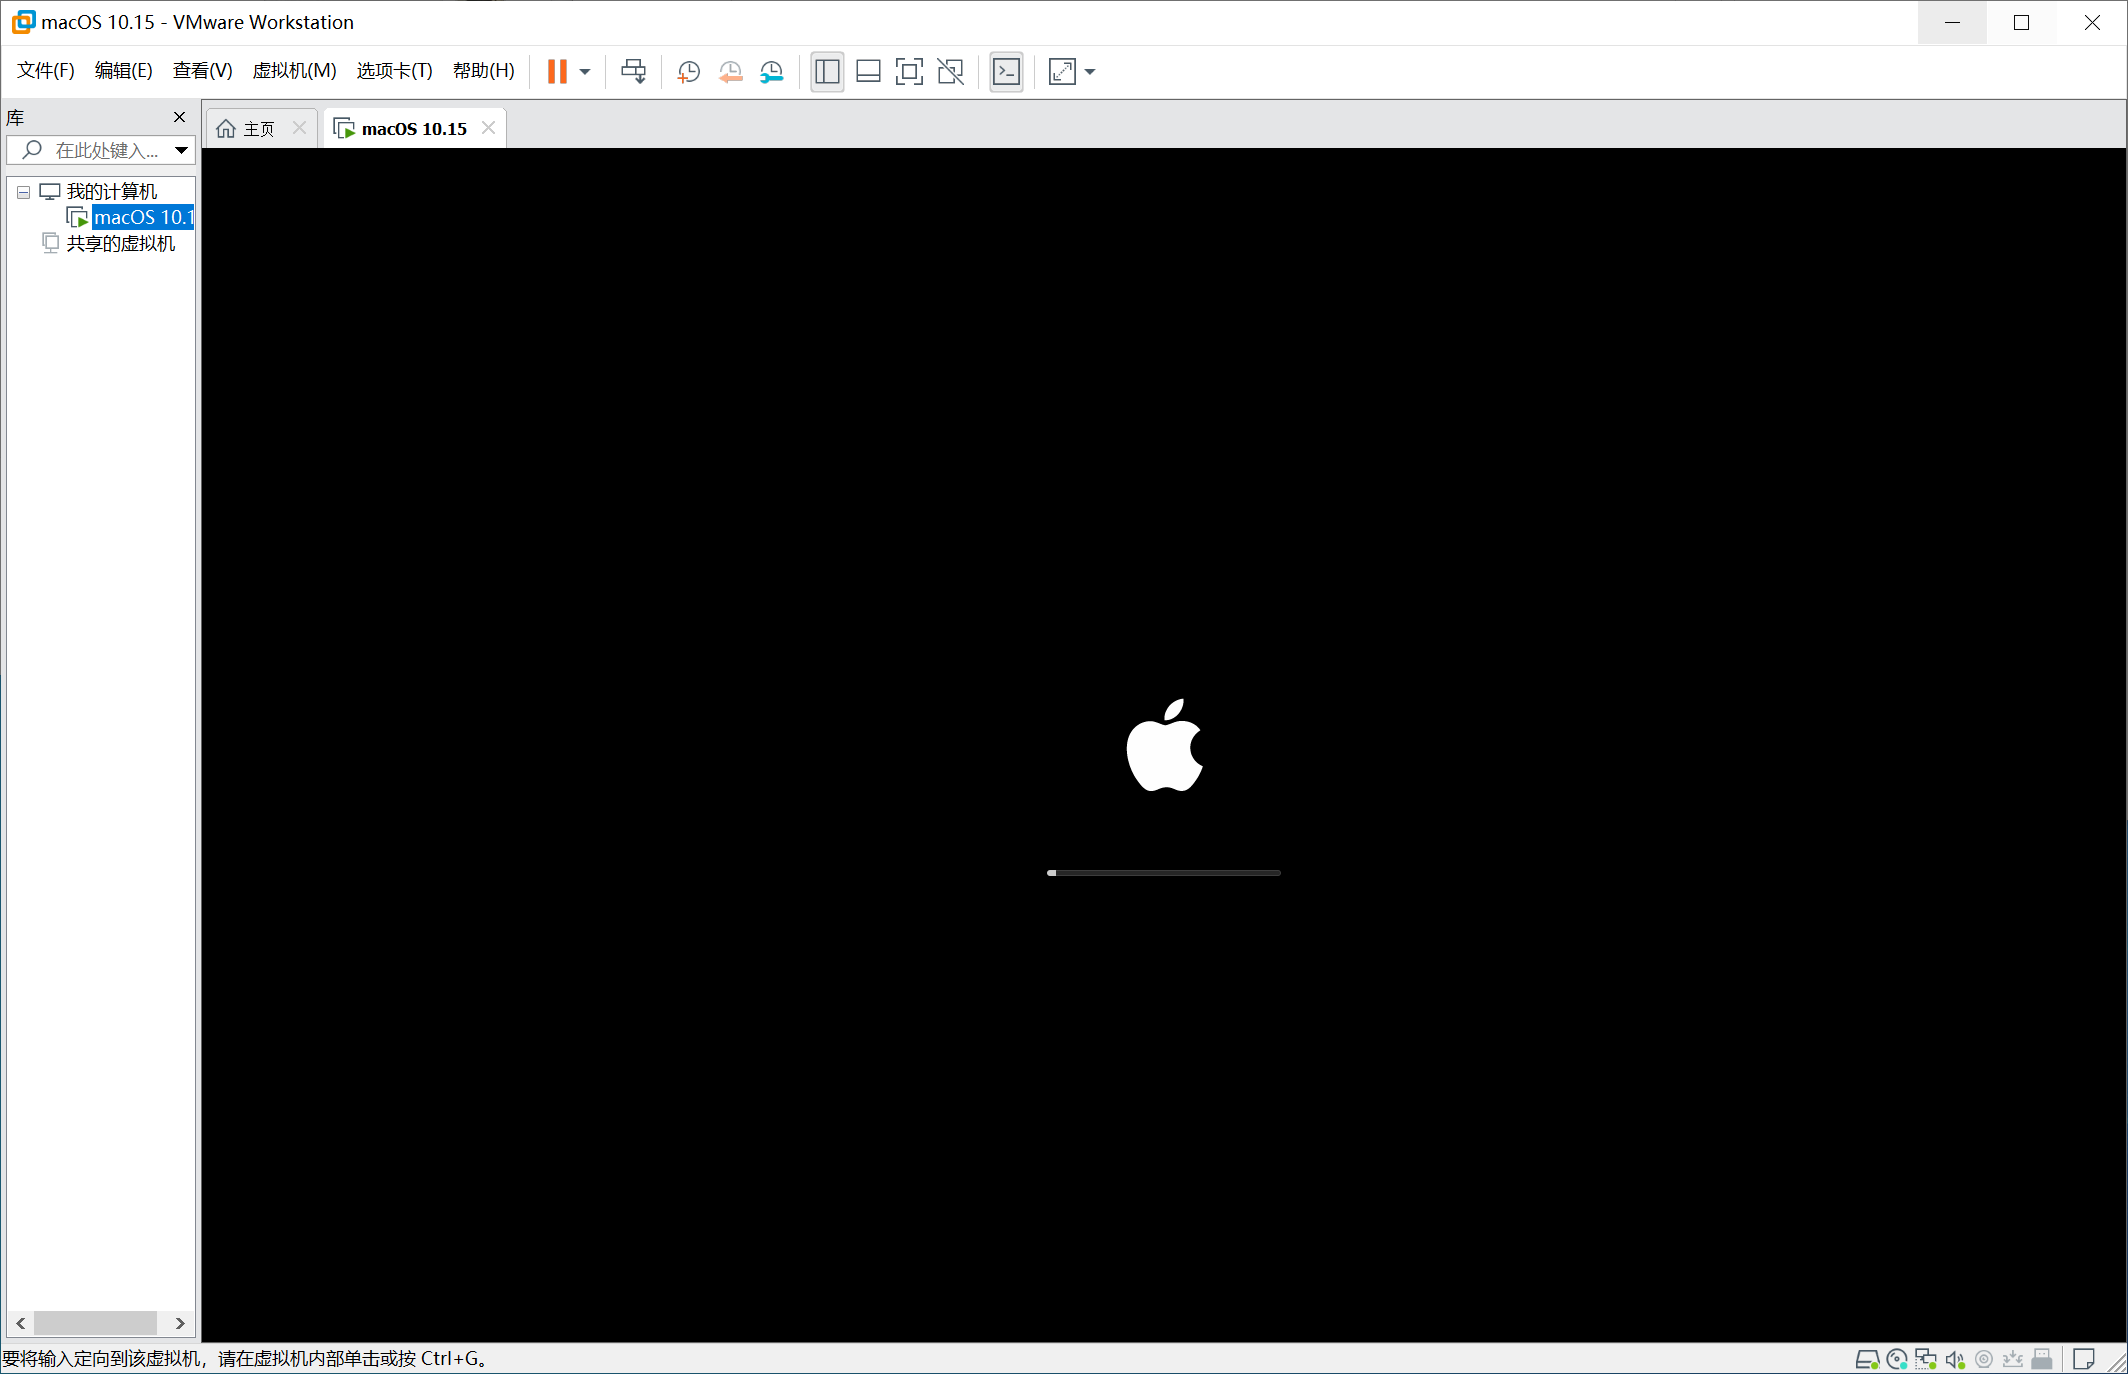 macOS 10.15 - VMware Workstation
文件(F) 编辑(E) 查看(V) 虚拟机(M) 选项卡(T) 帮助(H)
库
在此处键入...
主页
macOS 10.15
我的计算机
macOS 10.1
共享的虚拟机
要将输入定向到该虚拟机，请在虚拟机内部单击或按 Ctrl+G。